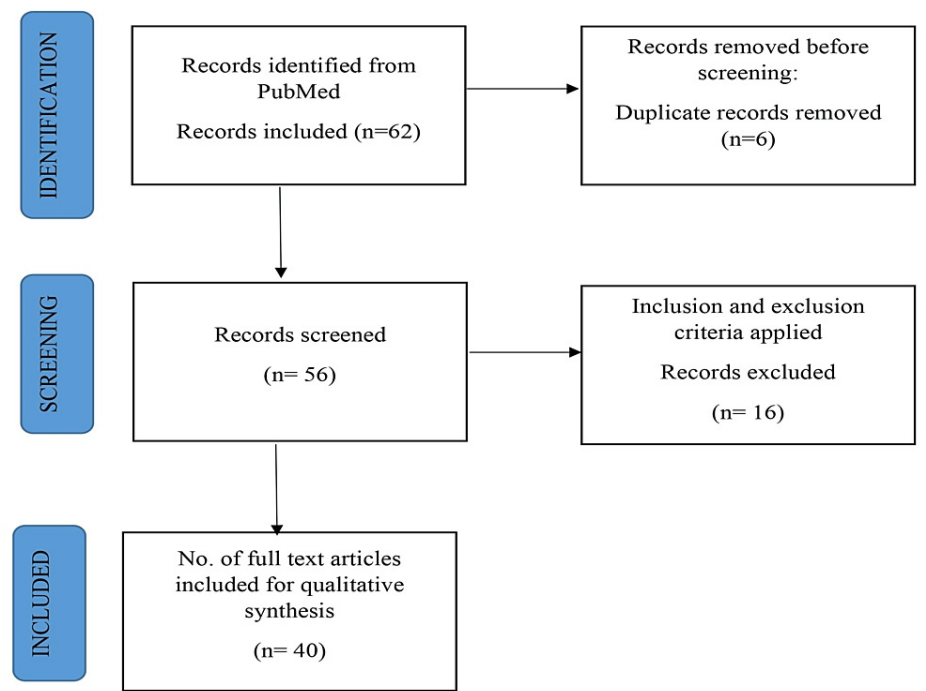 IDENTIFICATION
Records identified from
PubMed
Records included (n=62)
Records removed before
screening:
Duplicate records removed
(n=6)
SCREENING
Records screened
(n= 56)
Inclusion and exclusion
criteria applied
Records excluded
(n= 16)
INCLUDED
No. of full text articles
included for qualitative
synthesis
(n= 40)